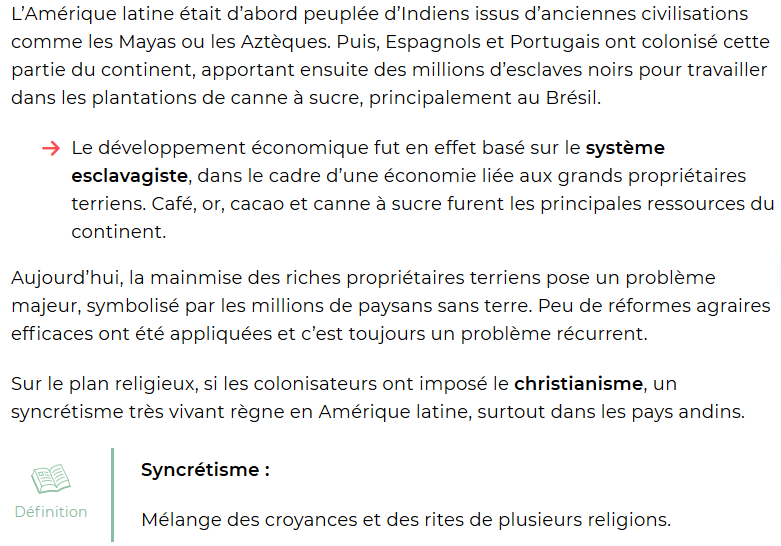 L’Amérique latine était d’abord peuplée d’Indiens issus d’anciennes civilisations
comme les Mayas ou les Aztèques. Puis, Espagnols et Portugais ont colonisé cette
partie du continent, apportant ensuite des millions d’esclaves noirs pour travailler
dans les plantations de canne à sucre, principalement au Brésil.
→ Le développement économique fut en effet basé sur le système
esclavagiste, dans le cadre d’une économie liée aux grands propriétaires
terriens. Café, or, cacao et canne à sucre furent les principales ressources du
continent.
Aujourd’hui, la mainmise des riches propriétaires terriens pose un problème
majeur, symbolisé par les millions de paysans sans terre. Peu de réformes agraires
efficaces ont été appliquées et c’est toujours un problème récurrent.
Sur le plan religieux, si les colonisateurs ont imposé le christianisme, un
syncrétisme très vivant règne en Amérique latine, surtout dans les pays andins.
Définition
Syncrétisme :
Mélange des croyances et des rites de plusieurs religions.